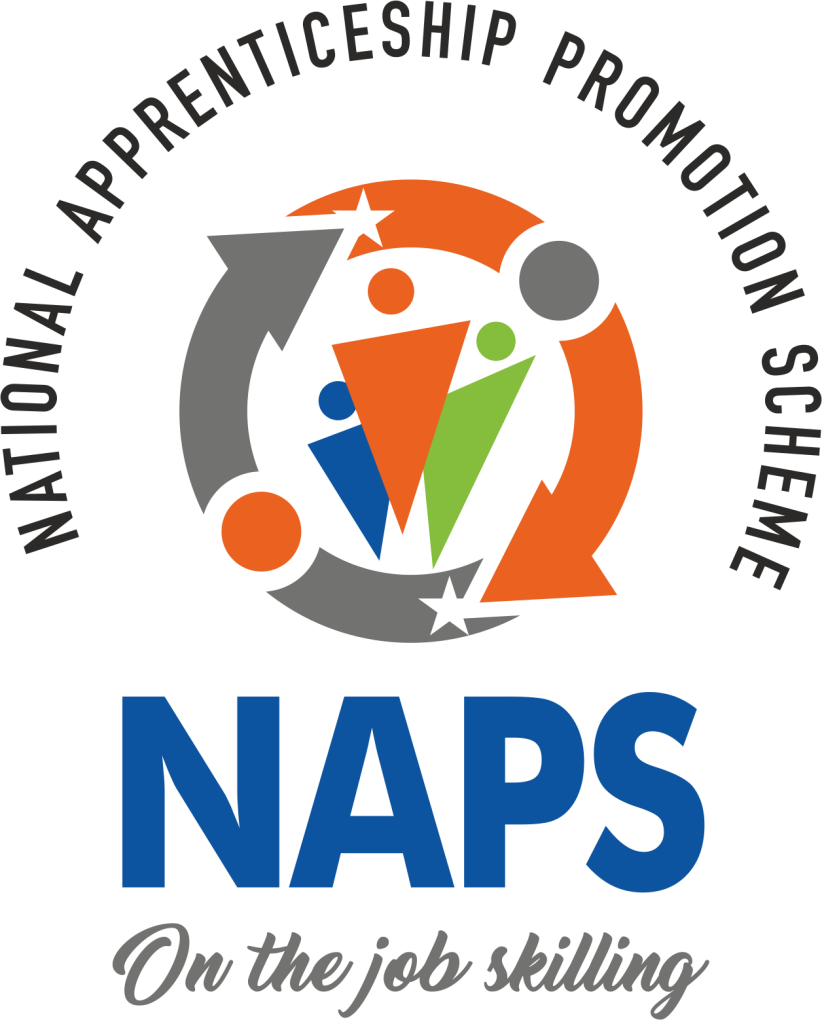 NATIONAL APPRENTICESHIP PROMOTION SCHEME
NAPS
On the job skilling